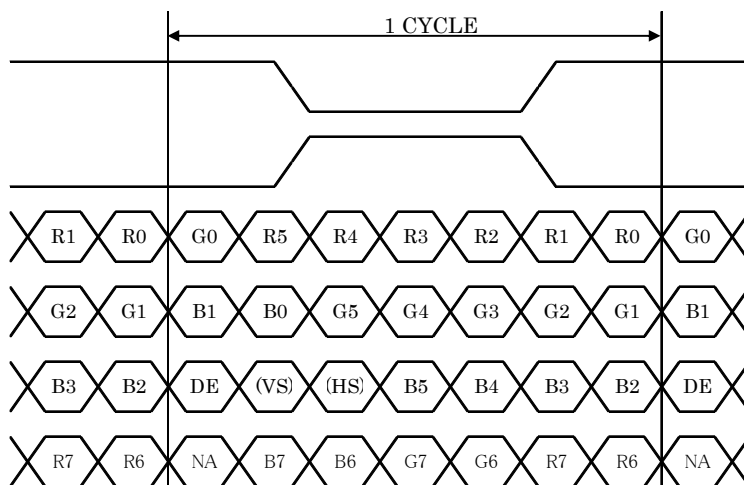 1 CYCLE
R1 R0 G0 R5 R4 R3 R2 R1 R0 G0
G2 G1 B1 B0 G5 G4 G3 G2 G1 B1
B3 B2 DE (VS) (HS) B5 B4 B3 B2 DE
R7 R6 NA B7 B6 G7 G6 R7 R6 NA